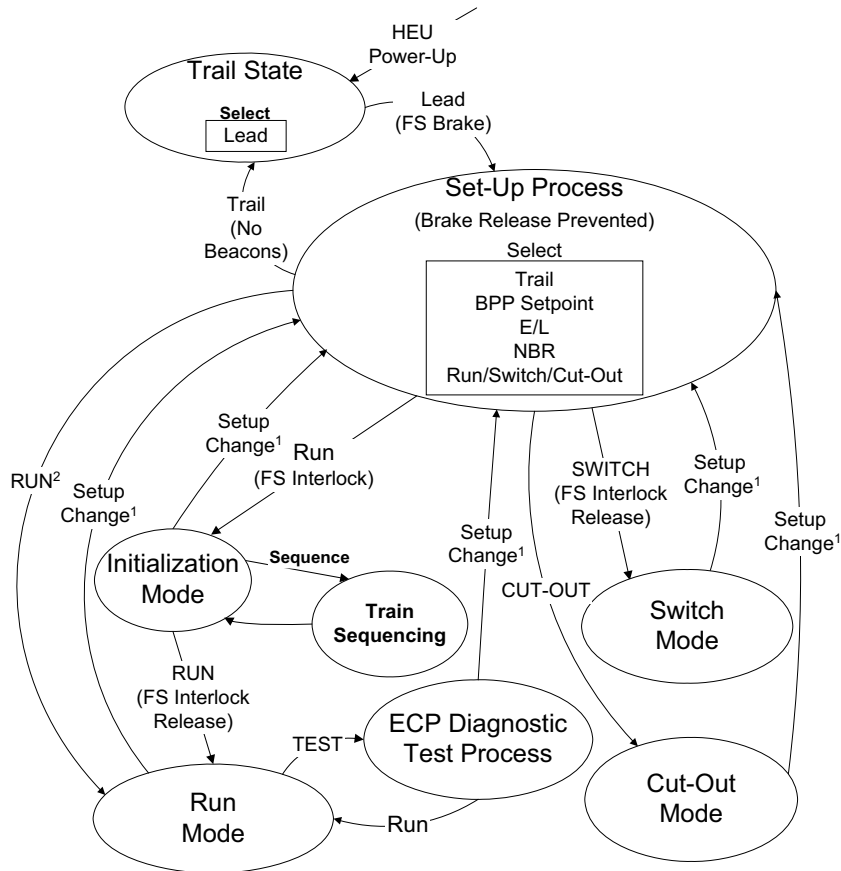 HEU
Power-Up
Trail State
Select
Lead
Lead
(FS Brake)
Trail
(No
Beacons)
Set-Up Process
(Brake Release Prevented)
Select
Trail
BPP Setpoint
E/L
NBR
Run/Switch/Cut-Out
RUN²
Setup
Change¹
Setup
Change¹
Run
(FS Interlock)
Setup
Change¹
SWITCH
(FS Interlock
Release)
Setup
Change¹
Setup
Change¹
CUT-OUT
Initialization
Mode
Sequence
Train
Sequencing
Switch
Mode
RUN
(FS Interlock
Release)
TEST
ECP Diagnostic
Test Process
Run
Run
Mode
Cut-Out
Mode